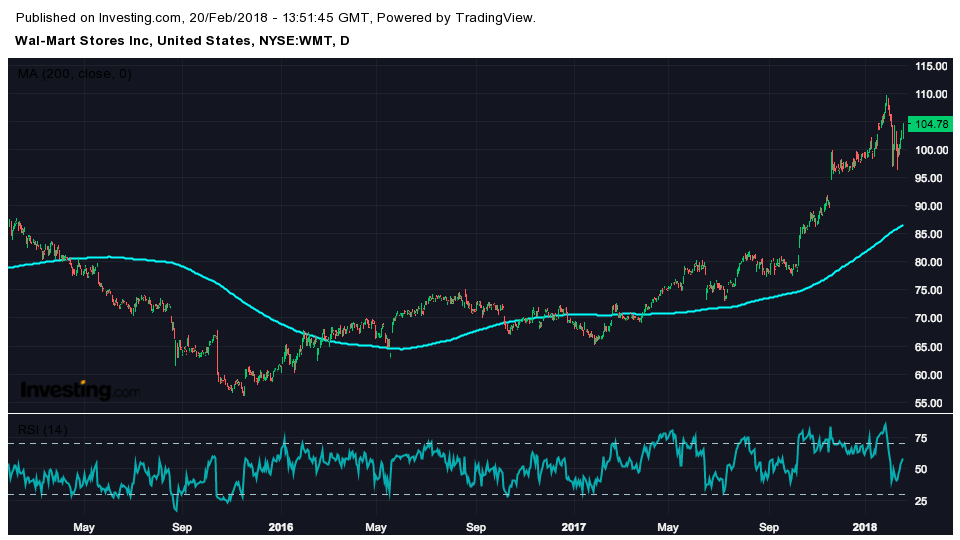 Published on Investing.com, 20/Feb/2018 - 13:51:45 GMT, Powered by TradingView.
Wal-Mart Stores Inc, United States, NYSE:WMT, D
MA (200, close, 0)
115.00
110.00
104.78
100.00
95.00
90.00
85.00
80.00
75.00
70.00
65.00
60.00
55.00
Investing.com
RSI (14)
75
50
25
May Sep 2016 May Sep 2017 May Sep 2018